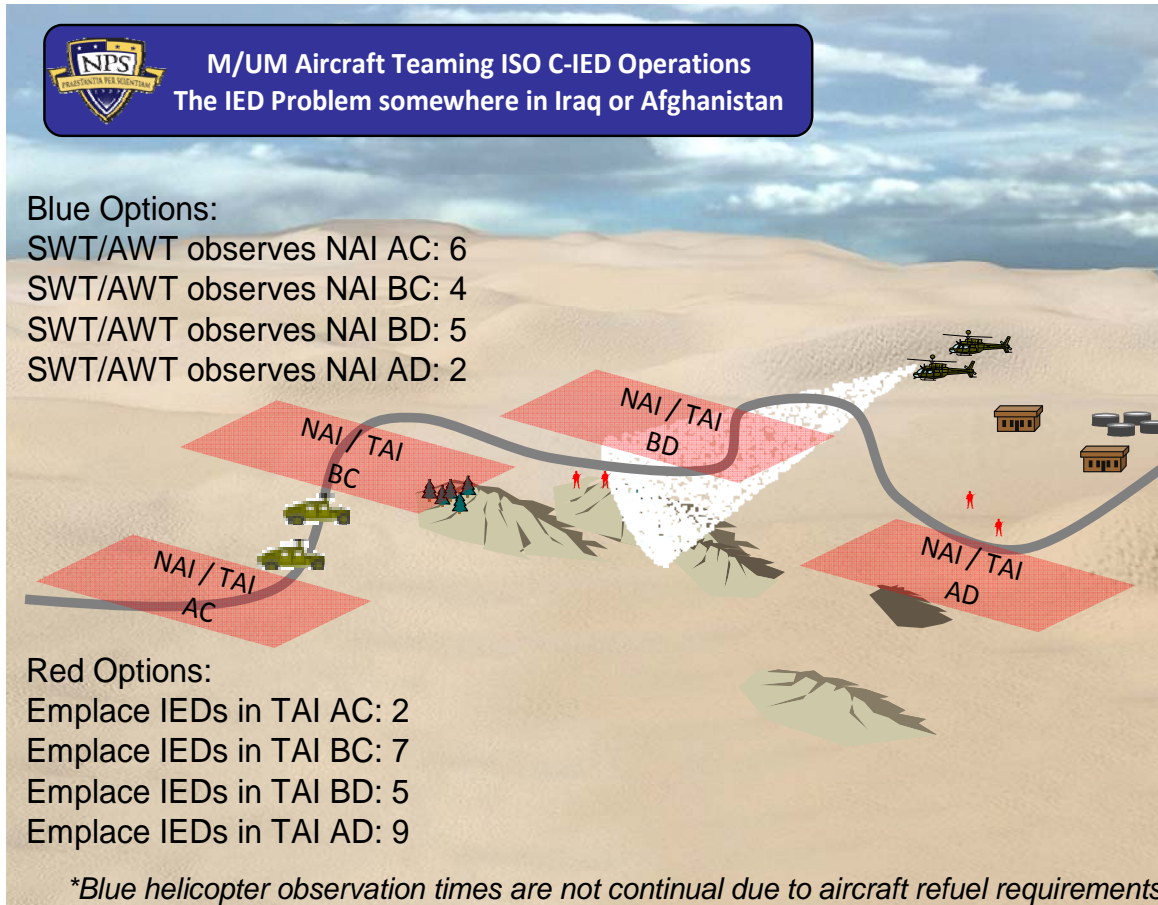 NPS
PRAESTANTIA PER SCIENTIAM
M/UM Aircraft Teaming ISO C-IED Operations
The IED Problem somewhere in Iraq or Afghanistan
Blue Options:
SWT/AWT observes NAI AC: 6
SWT/AWT observes NAI BC: 4
SWT/AWT observes NAI BD: 5
SWT/AWT observes NAI AD: 2
NAI / TAI
BD
NAI / TAI
BC
NAI / TAI
AC
NAI / TAI
AD
Red Options:
Emplace IEDs in TAI AC: 2
Emplace IEDs in TAI BC: 7
Emplace IEDs in TAI BD: 5
Emplace IEDs in TAI AD: 9
*Blue helicopter observation times are not continual due to aircraft refuel requirements